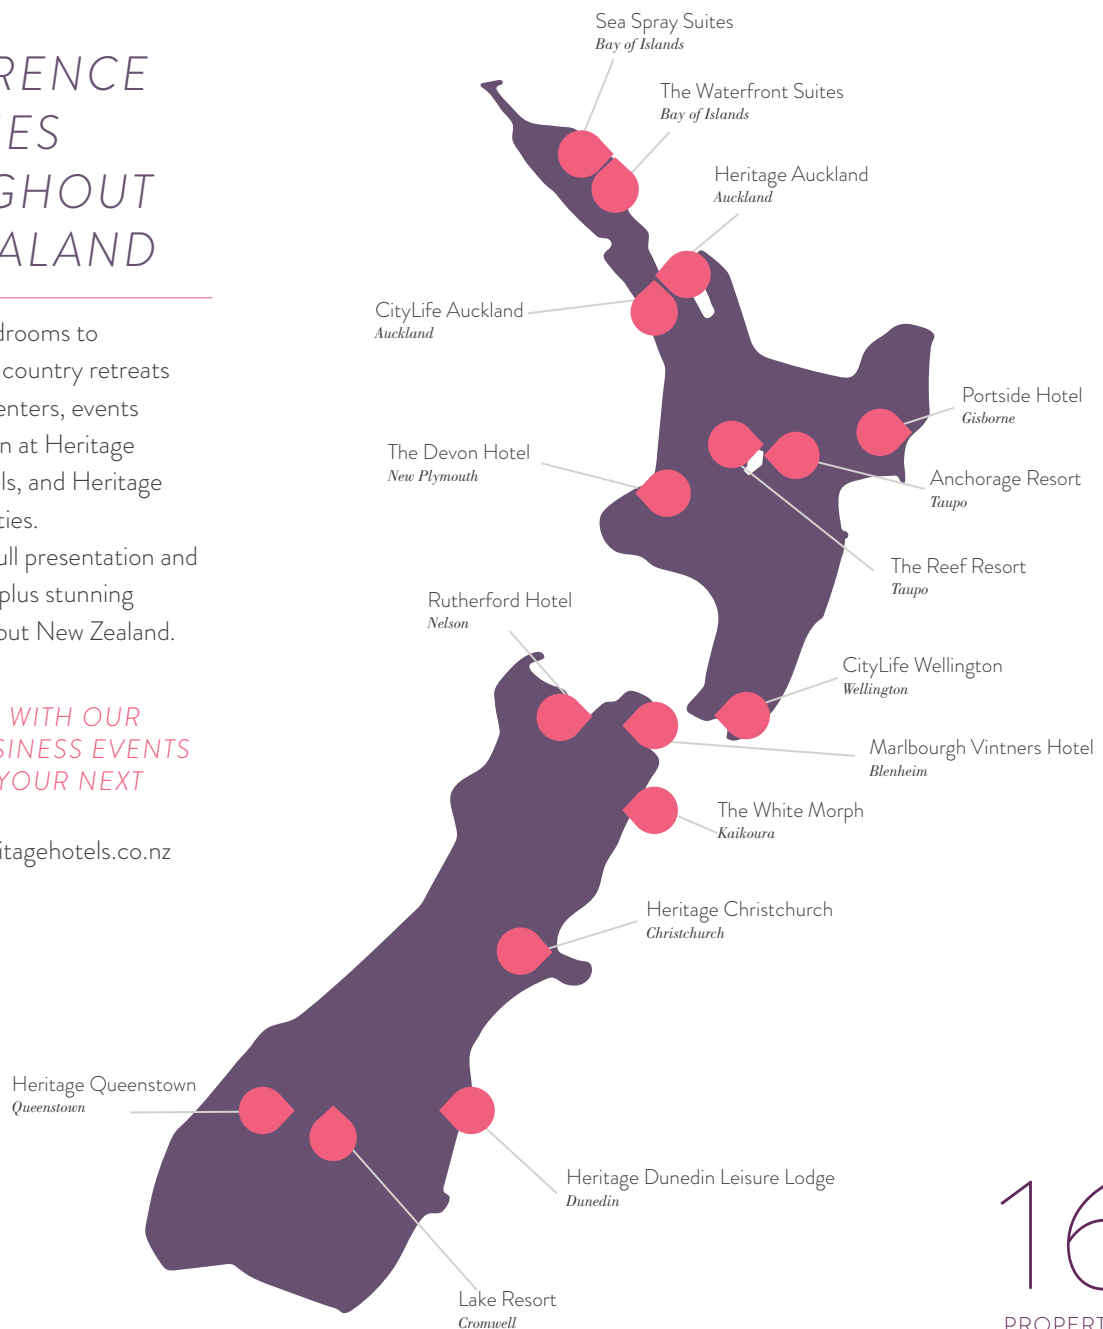 RENCE
IES
GHOUT
ALAND
drooms to
country retreats
enters, events
n at Heritage
ls, and Heritage
ties.
ull presentation and
plus stunning
out New Zealand.
WITH OUR
SINESS EVENTS
YOUR NEXT
itagehotels.co.nz
Sea Spray Suites
Bay of Islands
The Waterfront Suites
Bay of Islands
Heritage Auckland
Auckland
CityLife Auckland
Auckland
Portside Hotel
Gisborne
The Devon Hotel
New Plymouth
Anchorage Resort
Taupo
The Reef Resort
Taupo
Rutherford Hotel
Nelson
CityLife Wellington
Wellington
Marlbourgh Vintners Hotel
Blenheim
The White Morph
Kaikoura
Heritage Christchurch
Christchurch
Heritage Queenstown
Queenstown
Heritage Dunedin Leisure Lodge
Dunedin
Lake Resort
Cromwell
16
PROPERT